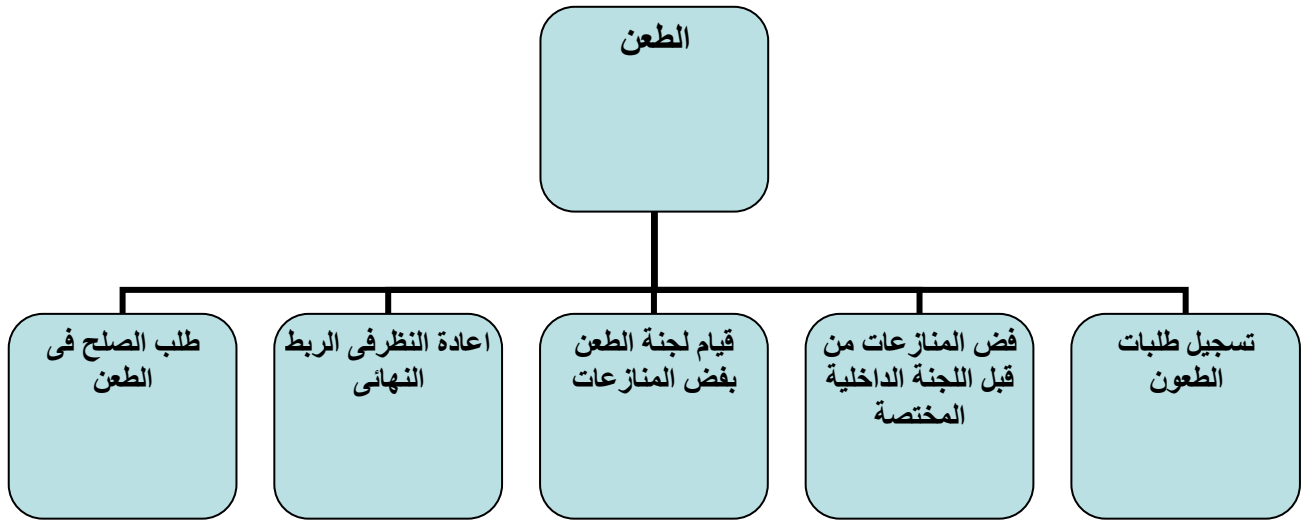 الطعن
تسجيل طلبات
الطعون
فض المنازعات من
قبل اللجنة الداخلية
المختصة
قيام لجنة الطعن
بفض المنازعات
اعادة النظرفى الربط
النهائى
طلب الصلح فى
الطعن